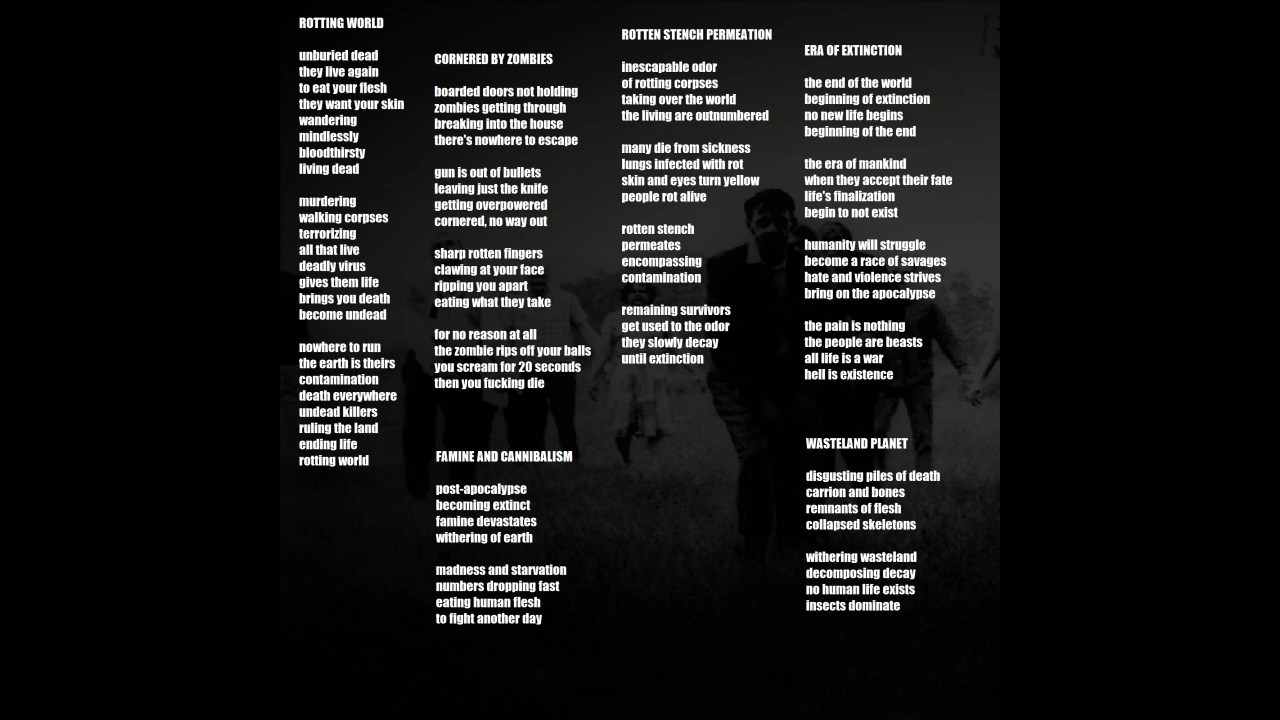 ROTTING WORLD
unburied dead
they live again
to eat your flesh
they want your skin
wandering
mindlessly
bloodthirsty
living dead
murdering
walking corpses
terrorizing
all that live
deadly virus
gives them life
brings you death
become undead
nowhere to run
the earth is theirs
contamination
death everywhere
undead killers
ruling the land
ending life
rotting world
CORNERED BY ZOMBIES
boarded doors not holding
zombies getting through
breaking into the house
there's nowhere to escape
gun is out of bullets
leaving just the knife
getting overpowered
cornered, no way out
sharp rotten fingers
clawing at your face
ripping you apart
eating what they take
for no reason at all
the zombie rips off your balls
you scream for 20 seconds
then you fucking die
FAMINE AND CANNIBALISM
post-apocalypse
becoming extinct
famine devastates
withering of earth
madness and starvation
numbers dropping fast
eating human flesh
to fight another day
ROTTEN STENCH PERMEATION
inescapable odor
of rotting corpses
taking over the world
the living are outnumbered
many die from sickness
lungs infected with rot
skin and eyes turn yellow
people rot alive
rotten stench
permeates
encompassing
contamination
remaining survivors
get used to the odor
they slowly decay
until extinction
ERA OF EXTINCTION
the end of the world
beginning of extinction
no new life begins
beginning of the end
the era of mankind
when they accept their fate
life's finalization
begin to not exist
humanity will struggle
become a race of savages
hate and violence strives
bring on the apocalypse
the pain is nothing
the people are beasts
all life is a war
hell is existence
WASTELAND PLANET
disgusting piles of death
carrion and bones
remnants of flesh
collapsed skeletons
withering wasteland
decomposing decay
no human life exists
insects dominate